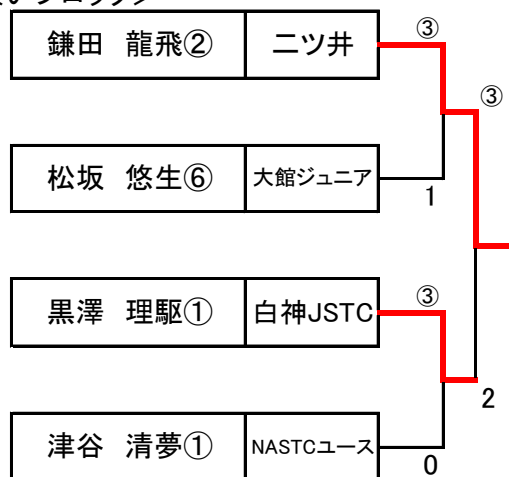 鎌田 龍飛② 二ツ井 ③
③
松坂 悠生⑥ 大館ジュニア 1
黒澤 理駆① 白神JSTC ③
2
津谷 清夢① NASTCユース 0